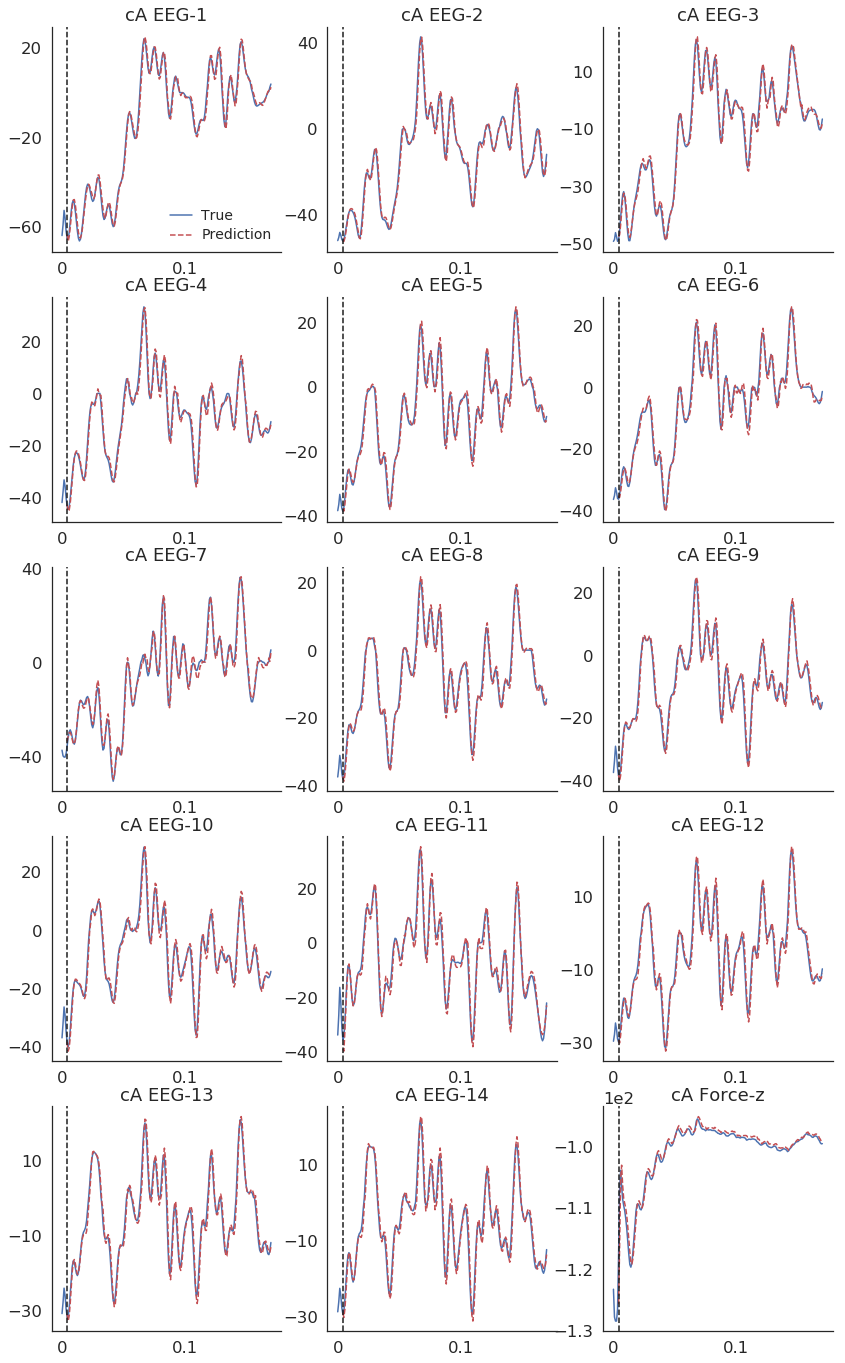 cA EEG-1 cA EEG-2 cA EEG-3
20 40 10
−20 0 −10
−60 −40 −30
−50
True
Prediction
0 0.1 0 0.1 0 0.1
cA EEG-4 cA EEG-5 cA EEG-6
20 20 20
0 0 0
−20 −20 −20
−40 −40 −40
0 0.1 0 0.1 0 0.1
cA EEG-7 cA EEG-8 cA EEG-9
40 20 20
0 0 0
−40 −20 −20
−40 −40
0 0.1 0 0.1 0 0.1
cA EEG-10 cA EEG-11 cA EEG-12
20 20 10
0 0 −10
−20 −20 −30
−40 −40
0 0.1 0 0.1 0 0.1
cA EEG-13 cA EEG-14 cA Force-z
1e2
10 10 −1.0
−10 −10 −1.1
−30 −30 −1.2
−1.3
0 0.1 0 0.1 0 0.1